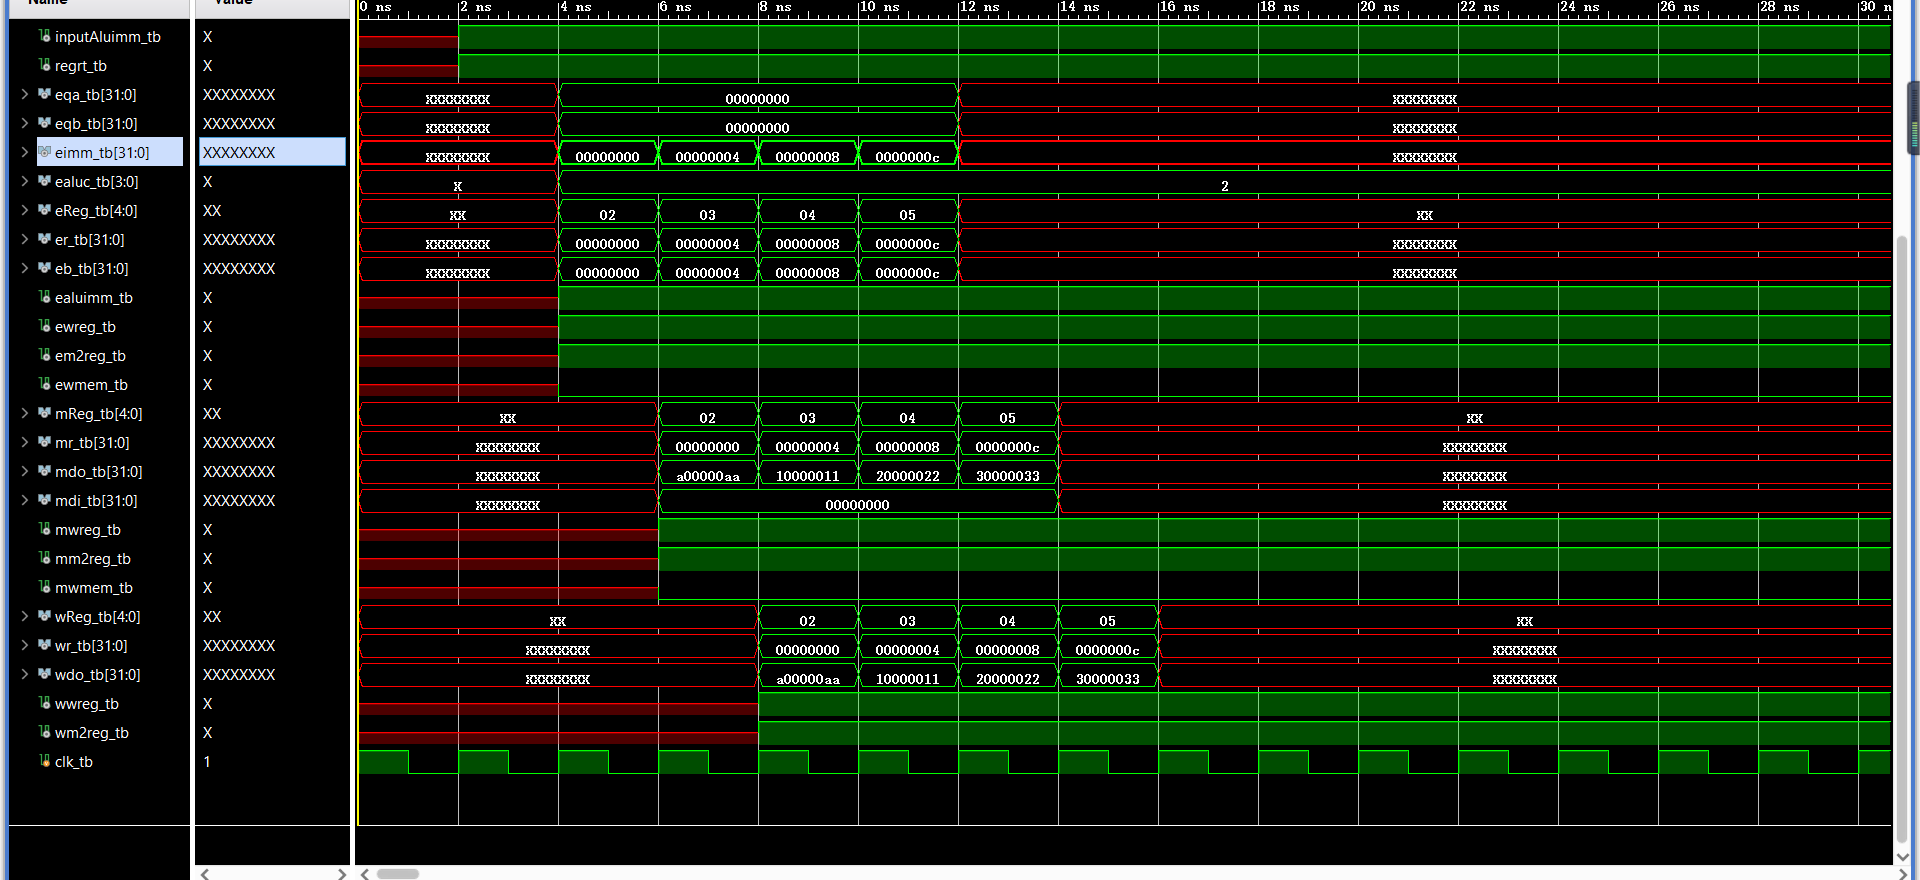 Name Value 0 ns 2 ns 4 ns 6 ns 8 ns 10 ns 12 ns 14 ns 16 ns 18 ns 20 ns 22 ns 24 ns 26 ns 28 ns 30 n
inputAluimm_tb X
regrt_tb X
eqa_tb[31:0] XXXXXXXX XXXXXXXX 00000000 XXXXXXXX
eqb_tb[31:0] XXXXXXXX XXXXXXXX 00000000 XXXXXXXX
eimm_tb[31:0] XXXXXXXX XXXXXXXX 00000000 00000004 00000008 0000000c XXXXXXXX
ealuc_tb[3:0] X X 2
eReg_tb[4:0] XX XX 02 03 04 05 XX
er_tb[31:0] XXXXXXXX XXXXXXXX 00000000 00000004 00000008 0000000c XXXXXXXX
eb_tb[31:0] XXXXXXXX XXXXXXXX 00000000 00000004 00000008 0000000c XXXXXXXX
ealuimm_tb X
ewreg_tb X
em2reg_tb X
ewmem_tb X
mReg_tb[4:0] XX XX 02 03 04 05 XX
mr_tb[31:0] XXXXXXXX XXXXXXXX 00000000 00000004 00000008 0000000c XXXXXXXX
mdo_tb[31:0] XXXXXXXX XXXXXXXX a00000aa 10000011 20000022 30000033 XXXXXXXX
mdi_tb[31:0] XXXXXXXX XXXXXXXX 00000000 XXXXXXXX
mwreg_tb X
mm2reg_tb X
mwmem_tb X
wReg_tb[4:0] XX XX 02 03 04 05 XX
wr_tb[31:0] XXXXXXXX XXXXXXXX 00000000 00000004 00000008 0000000c XXXXXXXX
wdo_tb[31:0] XXXXXXXX XXXXXXXX a00000aa 10000011 20000022 30000033 XXXXXXXX
wwreg_tb X
wm2reg_tb X
clk_tb 1